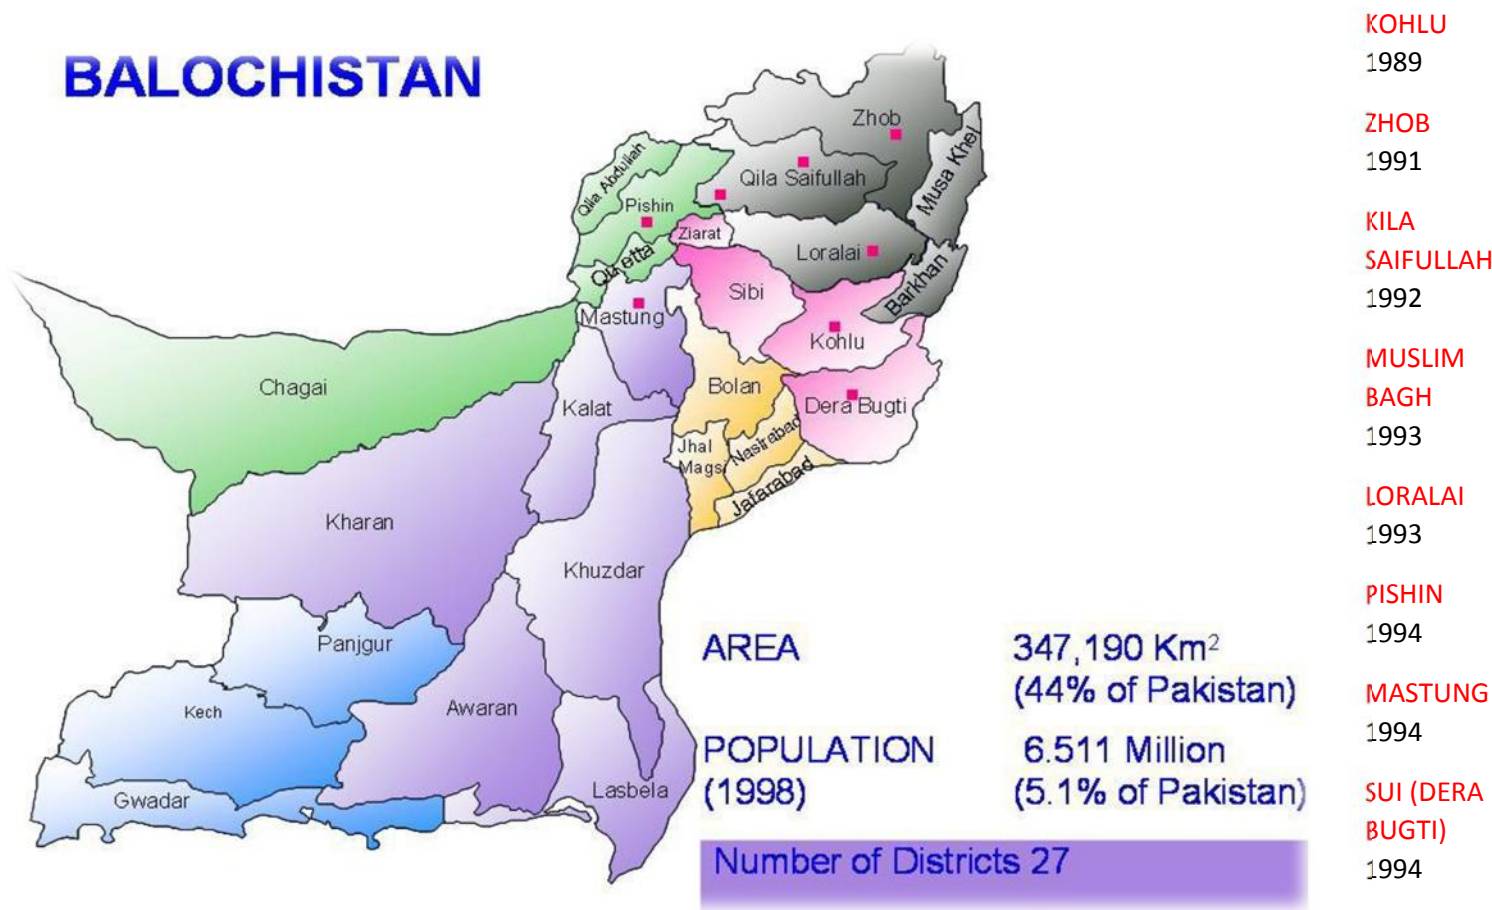 BALOCHISTAN
Zhob
Musa Khel
Qila Saifullah
Qila Abdullah
Pishin
Ziarat
Quetta
Loralai
Barkhan
Sibi
Mastung
Kohlu
Chagai
Bolan
Kalat
Dera Bugti
Jhal
Magsi
Nasirabad
Jafarabad
Kharan
Khuzdar
Panjgur
Kech
Awaran
Gwadar
Lasbela
AREA 347,190 Km²
(44% of Pakistan)
POPULATION 6.511 Million
(1998) (5.1% of Pakistan)
Number of Districts 27
KOHLU
1989
ZHOB
1991
KILA
SAIFULLAH
1992
MUSLIM
BAGH
1993
LORALAI
1993
PISHIN
1994
MASTUNG
1994
SUI (DERA
BUGTI)
1994